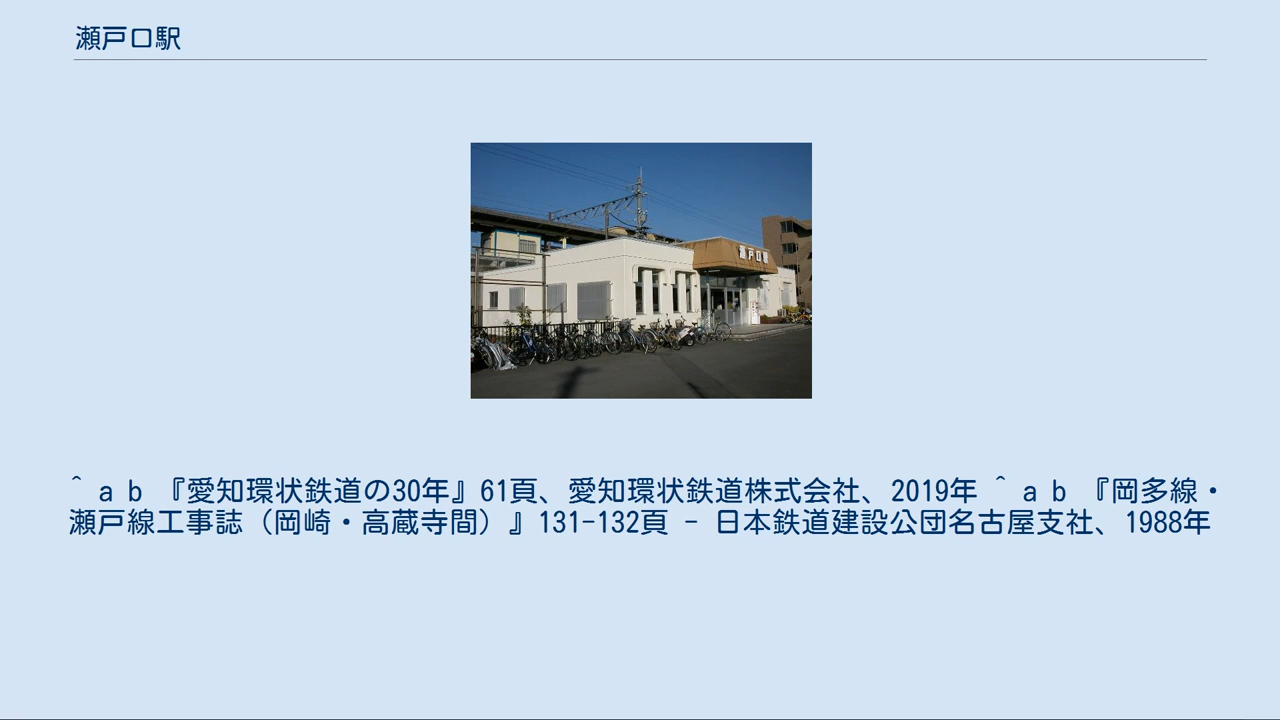 瀬戸口駅
瀬戸口駅
^ a b 『愛知環状鉄道の30年』61頁、愛知環状鉄道株式会社、2019年 ^ a b 『岡多線・
瀬戸線工事誌（岡崎・高蔵寺間）』131-132頁 - 日本鉄道建設公団名古屋支社、1988年